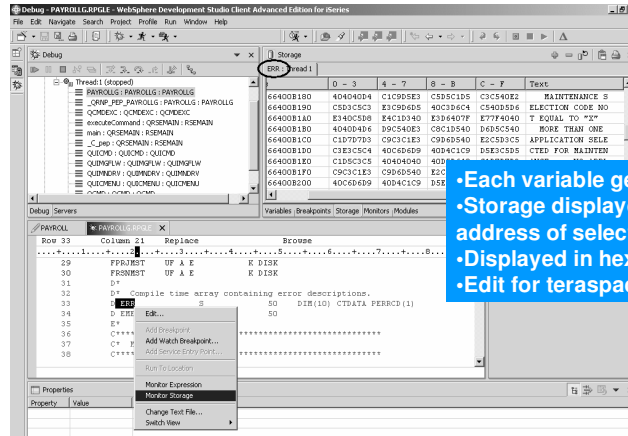 Debug - PAYROLLG.RPGLE - WebSphere Development Studio Client Advanced Edition for iSeries
File Edit Navigate Search Project Profile Run Window Help
Debug
Thread:1 (stopped)
PAYROLLG : PAYROLLG : PAYROLLG
_QRNP_PEP_PAYROLLG : PAYROLLG : PAYROLLG
QCMDEXC : QCMDEXC : QCMDEXC
executeCommand : QRSEMAIN : RSEMAIN
main : QRSEMAIN : RSEMAIN
_C_pep : QRSEMAIN : RSEMAIN
QUICMD : QUICMD : QUICMD
QUIMGFLW : QUIMGFLW : QUIMGFLW
QUIMNDRV : QUIMNDRV : QUIMNDRV
QUICMENU : QUICMENU : QUICMENU
Debug Servers
Storage
ERR : Thread 1
0 - 3 4 - 7 8 - B C - F Text
66400B180 404040D4 C1C9D5E3 C5D5C1D5 C3C540E2 MAINTENANCE S
66400B190 C5D3C5C3 E3C9D6D5 40C3D6C4 C540D5D6 ELECTION CODE NO
66400B1A0 E340C5D8 E4C1D340 E3D6407F E77F4040 T EQUAL TO "X"
66400B1B0 4040D4D6 D9C540E3 C8C1D540 D6D5C540 MORE THAN ONE
66400B1C0 C1D7D7D3 C9C3C1E3 C9D6D540 E2C5D3C5 APPLICATION SELE
66400B1D0 C3E3C5C4 40C6D6D9 40D4C1C9 D5E3C5D5 CTED FOR MAINTEN
66400B1E0 C1D5C3C5 40404040
66400B1F0 C9C3C1E3 C9D6D540
66400B200 40C6D6D9 40D4C1C9
Variables Breakpoints Storage Monitors Modules
•Each variable ge
•Storage displaye
address of selec
•Displayed in hex
•Edit for teraspac
PAYROLL PAYROLLG.RPGLE
Row 33 Column 21 Replace Browse
29 FPRJMST UF A E K DISK
30 FRSNMST UF A E K DISK
31 D*
32 D* Compile time array containing error descriptions.
33 D ERR S 50 DIM(10) CTDATA PERRCD(1)
34 50
35 E*
36
37
38
Edit...
Add Breakpoint
Add Watch Breakpoint...
Add Service Entry Point...
Run To Location
Monitor Expression
Monitor Storage
Change Text File...
Switch View
Properties
Property Value